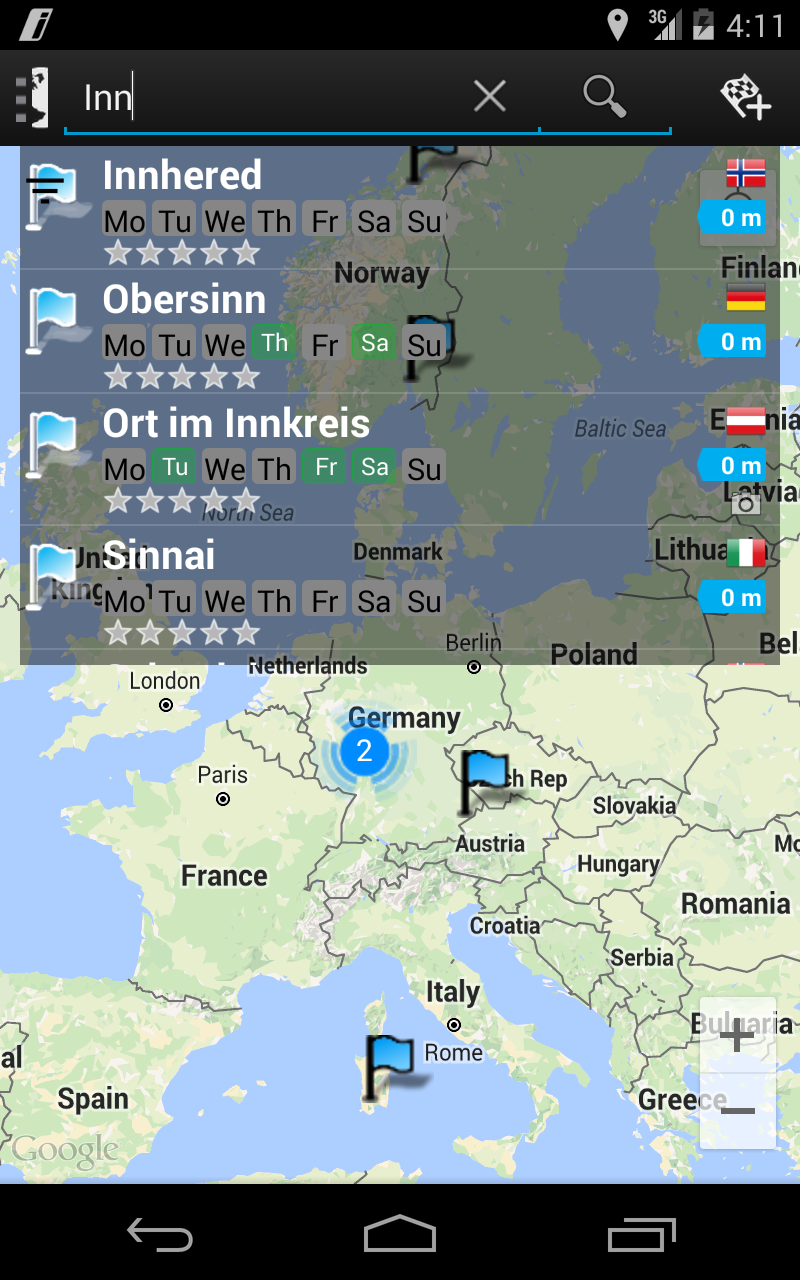 3G 4:11
Inn
Innhered
Mo Tu We Th Fr Sa Su
0 m
Norway
Finlan
Obersinn
Mo Tu We Th Fr Sa Su
0 m
Ort im Innkreis
Mo Tu We Th Fr Sa Su
0 m
Baltic Sea
Latvia
North Sea
Sinnai
Mo Tu We Th Fr Sa Su
0 m
Denmark
Lithua
Berlin
Poland
Bel
Netherlands
London
Germany
2
Paris
ch Rep
Slovakia
Austria
Mo
Hungary
France
Romania
Croatia
Serbia
Italy
Bulgaria
Rome
al
Spain
Greece
Google